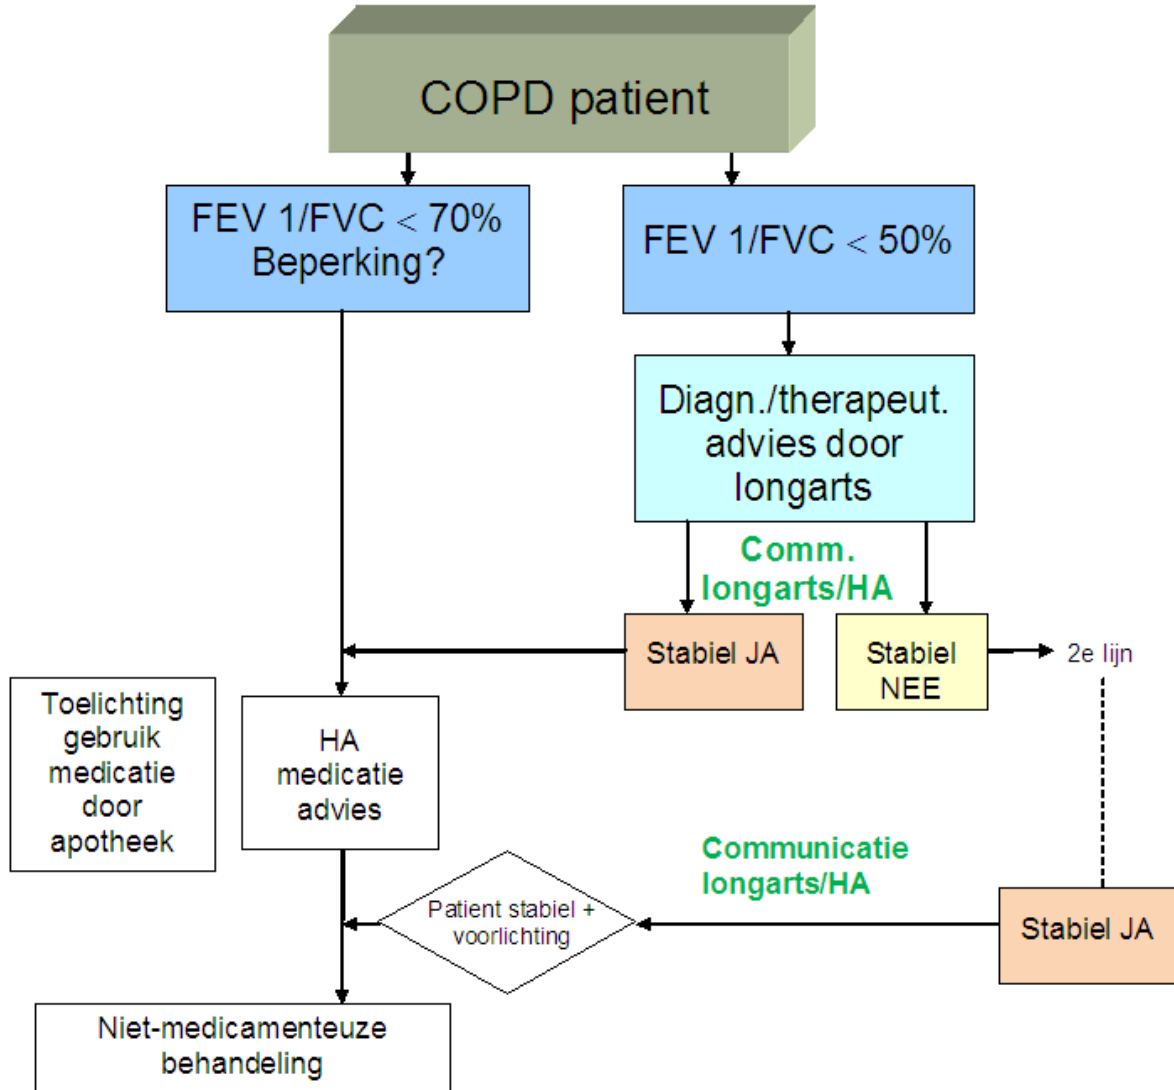 COPD patient
FEV 1/FVC < 70%
Beperking?
FEV 1/FVC < 50%
Diagn./therapeut.
advies door
longarts
Comm.
longarts/HA
Stabiel JA
Stabiel
NEE
2e lijn
Toelichting
gebruik
medicatie
door
apotheek
HA
medicatie
advies
Communicatie
longarts/HA
Patient stabiel +
voorlichting
Stabiel JA
Niet-medicamenteuze
behandeling